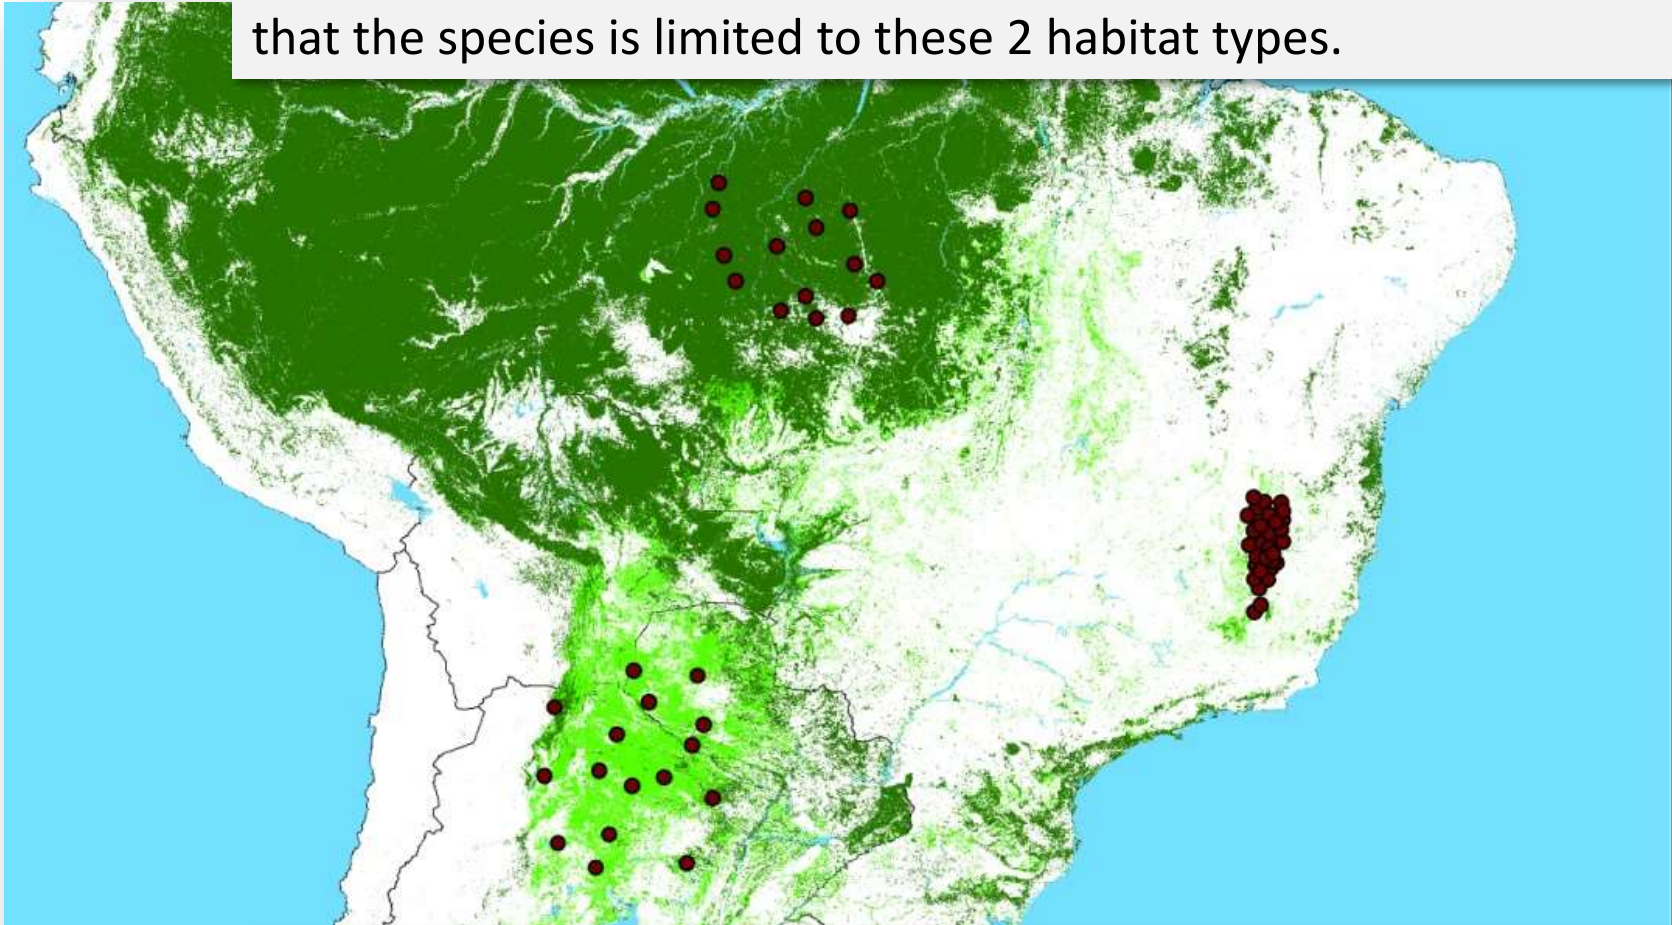 that the species is limited to these 2 habitat types.